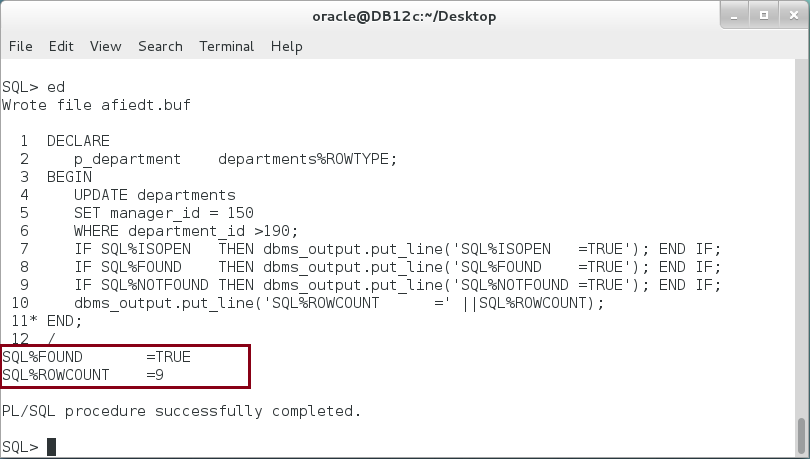 oracle@DB12c:~/Desktop
File Edit View Search Terminal Help
SQL> ed
Wrote file afiedt.buf
  1  DECLARE
  2     p_department    departments%ROWTYPE;
  3  BEGIN
  4     UPDATE departments
  5     SET manager_id = 150
  6     WHERE department_id >190;
  7     IF SQL%ISOPEN   THEN dbms_output.put_line('SQL%ISOPEN   =TRUE'); END IF;
  8     IF SQL%FOUND    THEN dbms_output.put_line('SQL%FOUND    =TRUE'); END IF;
  9     IF SQL%NOTFOUND THEN dbms_output.put_line('SQL%NOTFOUND =TRUE'); END IF;
 10     dbms_output.put_line('SQL%ROWCOUNT      =' ||SQL%ROWCOUNT);
 11* END;
 12  /
SQL%FOUND       =TRUE
SQL%ROWCOUNT    =9
PL/SQL procedure successfully completed.
SQL>